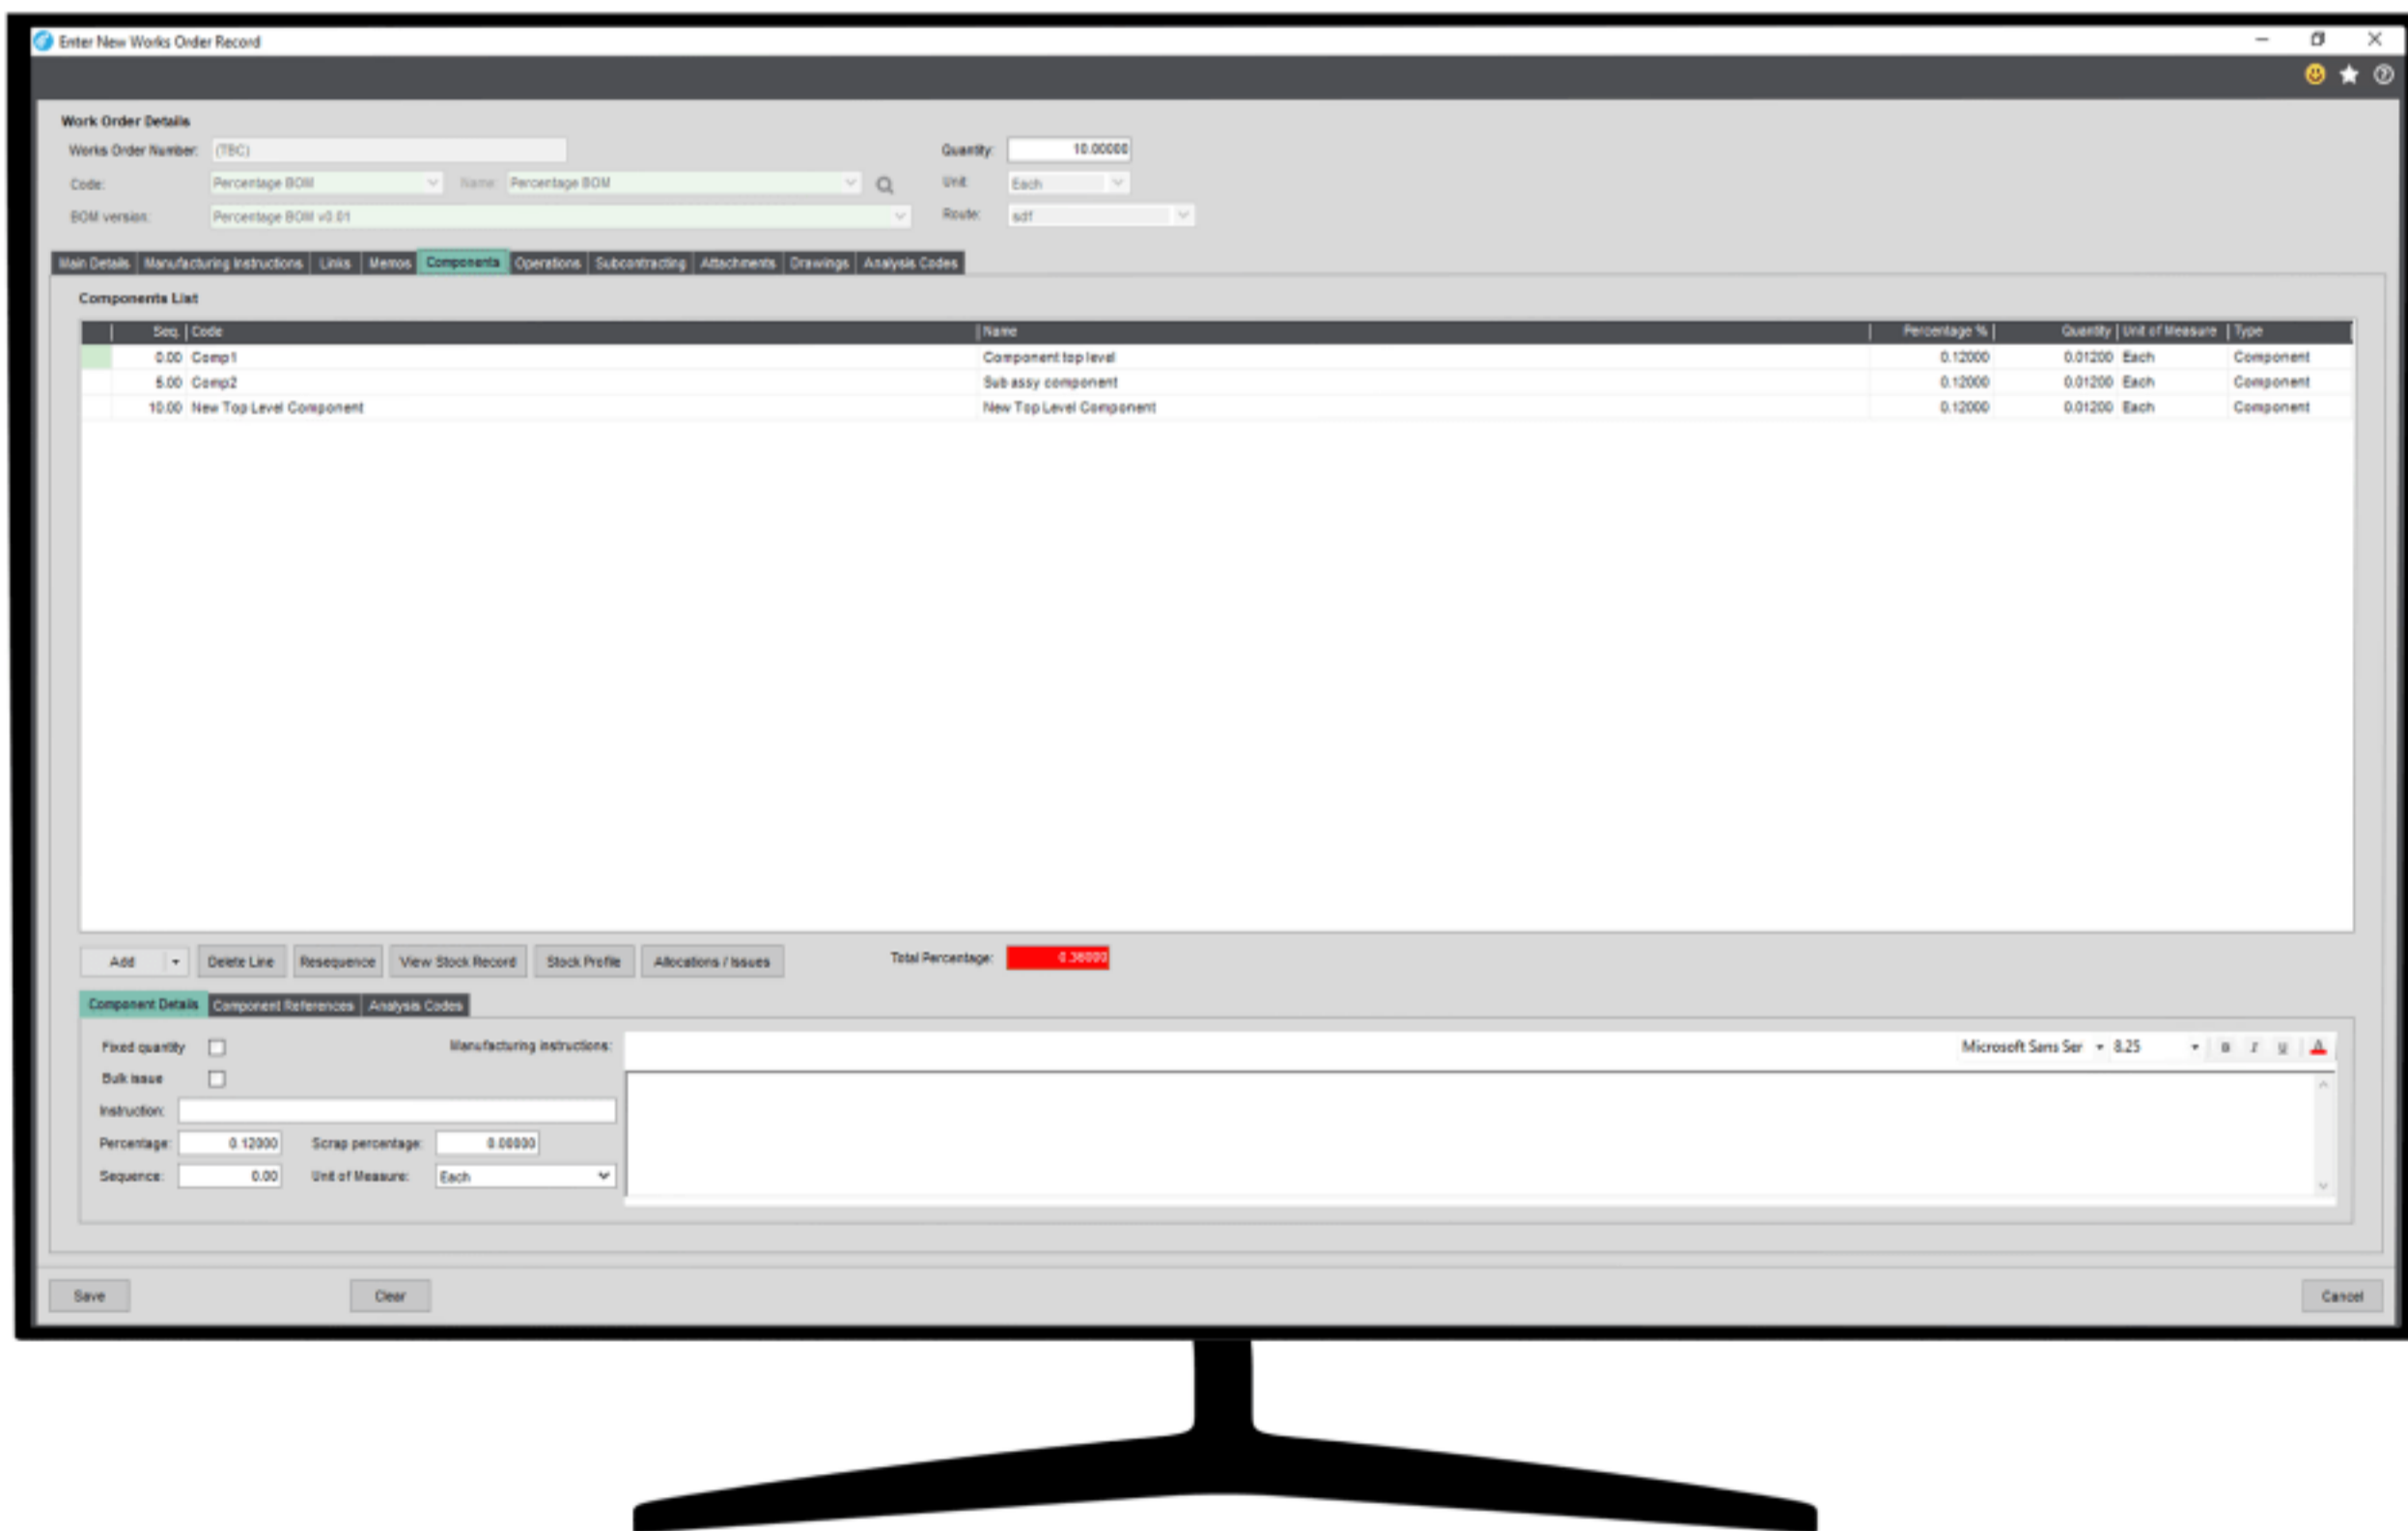 Enter New Works Order Record
Work Order Details
Works Order Number: (TBC) Quantity: 10.00000
Code: Percentage BOM Name: Percentage BOM Unit: Each
BOM version: Percentage BOM v0.01 Route: sdf
Main Details Manufacturing Instructions Links Memos Components Operations Subcontracting Attachments Drawings Analysis Codes
Components List
Seq. Code Name Percentage % Quantity Unit of Measure Type
0.00 Comp1 Component top level 0.12000 0.01200 Each Component
5.00 Comp2 Sub assy component 0.12000 0.01200 Each Component
10.00 New Top Level Component New Top Level Component 0.12000 0.01200 Each Component
Add Delete Line Resequence View Stock Record Stock Profile Allocations / Issues Total Percentage: 0.36000
Component Details Component References Analysis Codes
Fixed quantity Manufacturing instructions: Microsoft Sans Ser 8.25 B I U A
Bulk issue
Instruction:
Percentage: 0.12000 Scrap percentage: 0.00000
Sequence: 0.00 Unit of Measure: Each
Save Clear Cancel